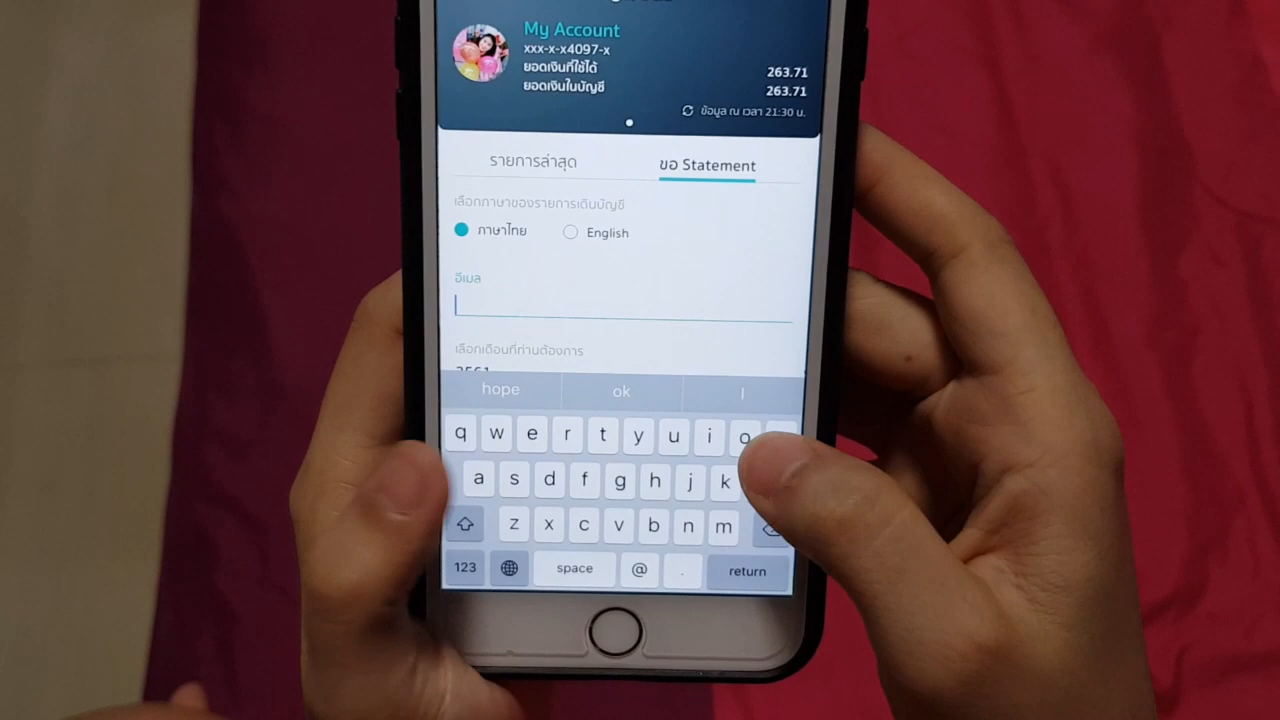 My Account
xxx-x-x4097-x
ยอดเงินที่ใช้ได้ 263.71
ยอดเงินในบัญชี 263.71
ข้อมูล ณ เวลา 21:30 น.
รายการล่าสุด ขอ Statement
เลือกภาษาของรายการเดินบัญชี
ภาษาไทย English
อีเมล
เลือกเดือนที่ท่านต้องการ
2561
hope ok I
q w e r t y u i o
a s d f g h j k
z x c v b n m
123 space @ . return